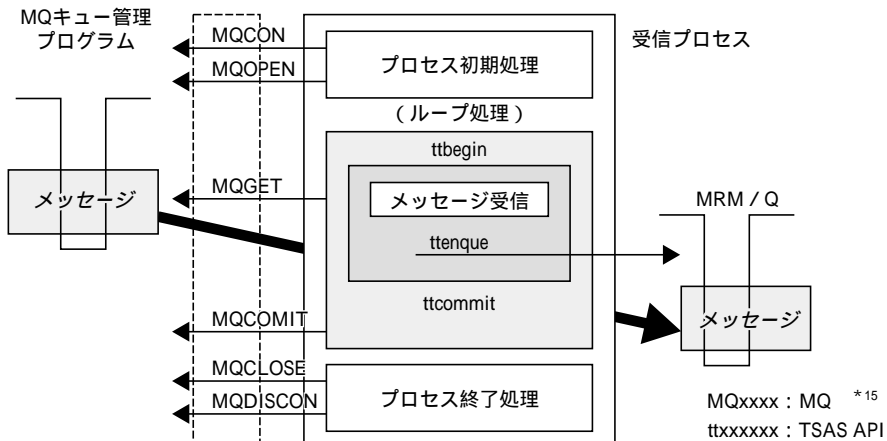 MQキュー管理
プログラム
MQCON
MQOPEN
プロセス初期処理
受信プロセス
(ループ処理)
ttbegin
MQGET
メッセージ
メッセージ受信
MRM / Q
ttenque
ttcommit
MQCOMIT
メッセージ
MQCLOSE
MQDISCON
プロセス終了処理
MQxxxx : MQ *15
ttxxxxxx : TSAS API